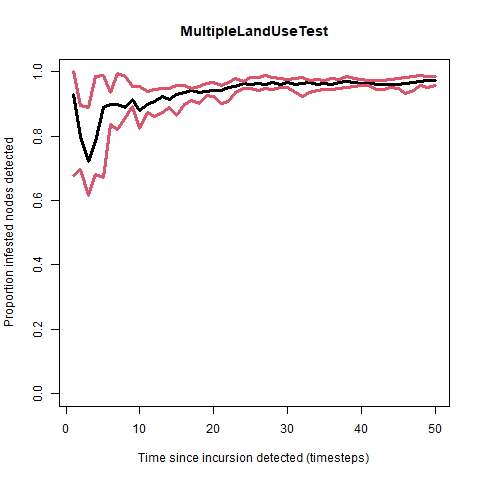 MultipleLandUseTest
Proportion infested nodes detected
1.0
0.8
0.6
0.4
0.2
0.0
0 10 20 30 40 50
Time since incursion detected (timesteps)